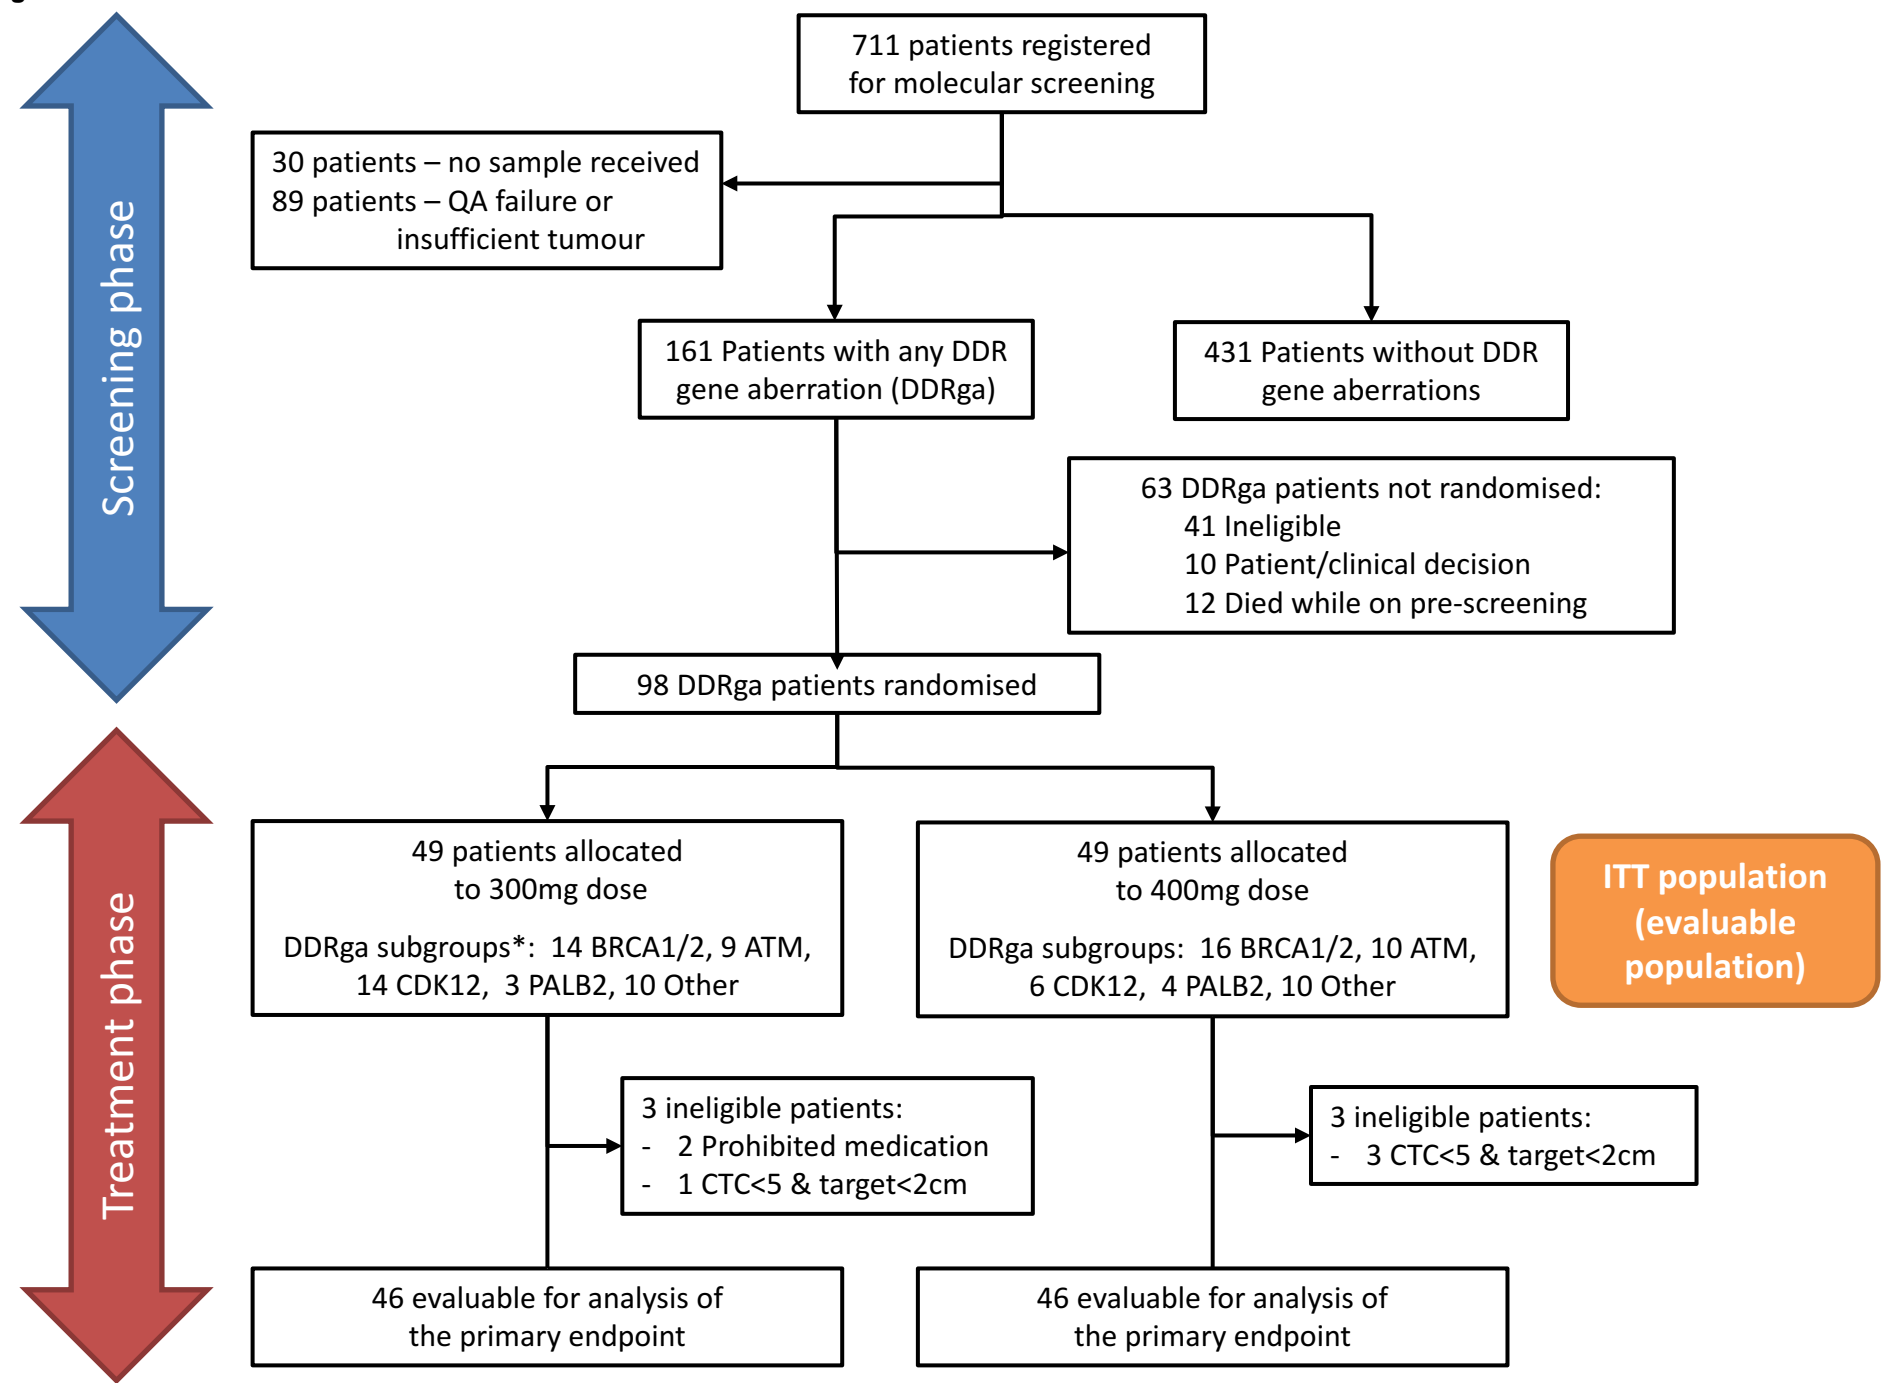 711 patients registered
for molecular screening
30 patients – no sample received
89 patients – QA failure or
insufficient tumour
Screening phase
161 Patients with any DDR
gene aberration (DDRga)
431 Patients without DDR
gene aberrations
63 DDRga patients not randomised:
41 Ineligible
10 Patient/clinical decision
12 Died while on pre-screening
98 DDRga patients randomised
Treatment phase
49 patients allocated
to 300mg dose
DDRga subgroups*: 14 BRCA1/2, 9 ATM,
14 CDK12, 3 PALB2, 10 Other
49 patients allocated
to 400mg dose
DDRga subgroups: 16 BRCA1/2, 10 ATM,
6 CDK12, 4 PALB2, 10 Other
ITT population
(evaluable
population)
3 ineligible patients:
- 2 Prohibited medication
- 1 CTC<5 & target<2cm
3 ineligible patients:
- 3 CTC<5 & target<2cm
46 evaluable for analysis of
the primary endpoint
46 evaluable for analysis of
the primary endpoint